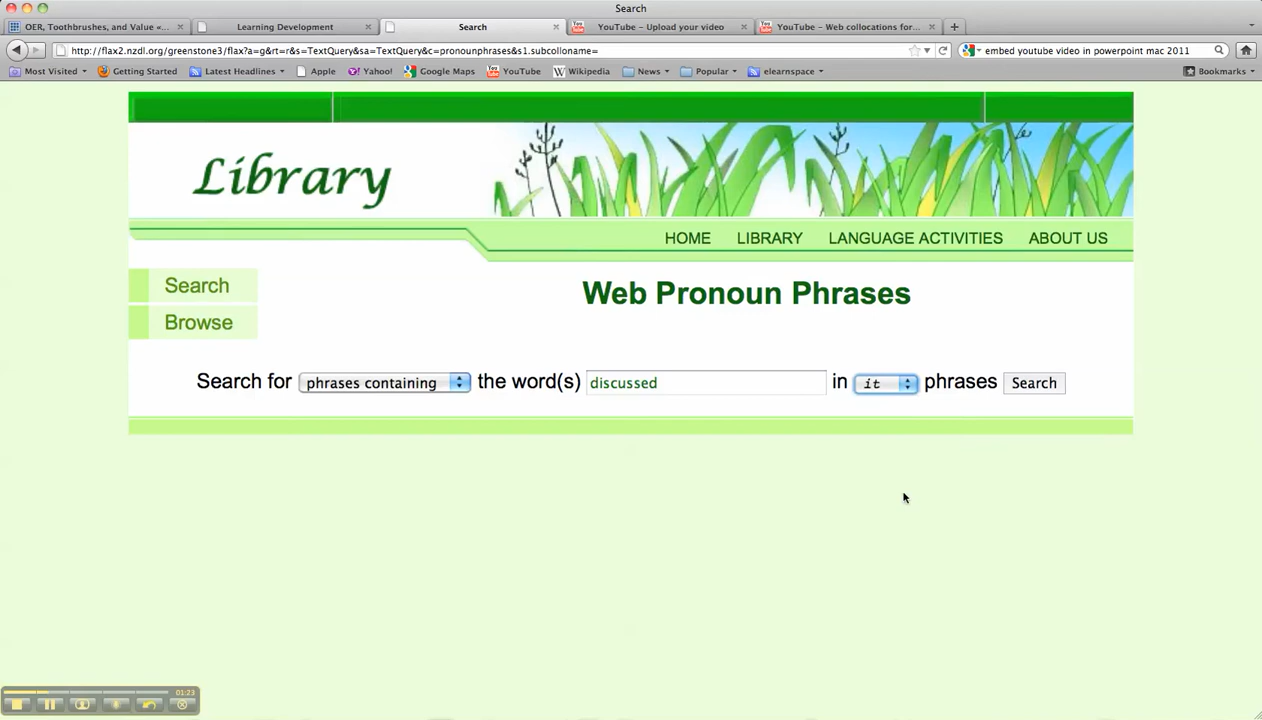 Search
OER, Toothbrushes, and Value «...
Learning Development
Search
YouTube – Upload your video
YouTube – Web collocations for...
http://flax2.nzdl.org/greenstone3/flax?a=g&rt=r&s=TextQuery&sa=TextQuery&c=pronounphrases&s1.subcolloname=
embed youtube video in powerpoint mac 2011
Most Visited
Getting Started
Latest Headlines
Apple
Yahoo!
Google Maps
YouTube
Wikipedia
News
Popular
elearnspace
Bookmarks
Library
HOME LIBRARY LANGUAGE ACTIVITIES ABOUT US
Search
Browse
Web Pronoun Phrases
Search for phrases containing the word(s) discussed in it phrases Search
01:23